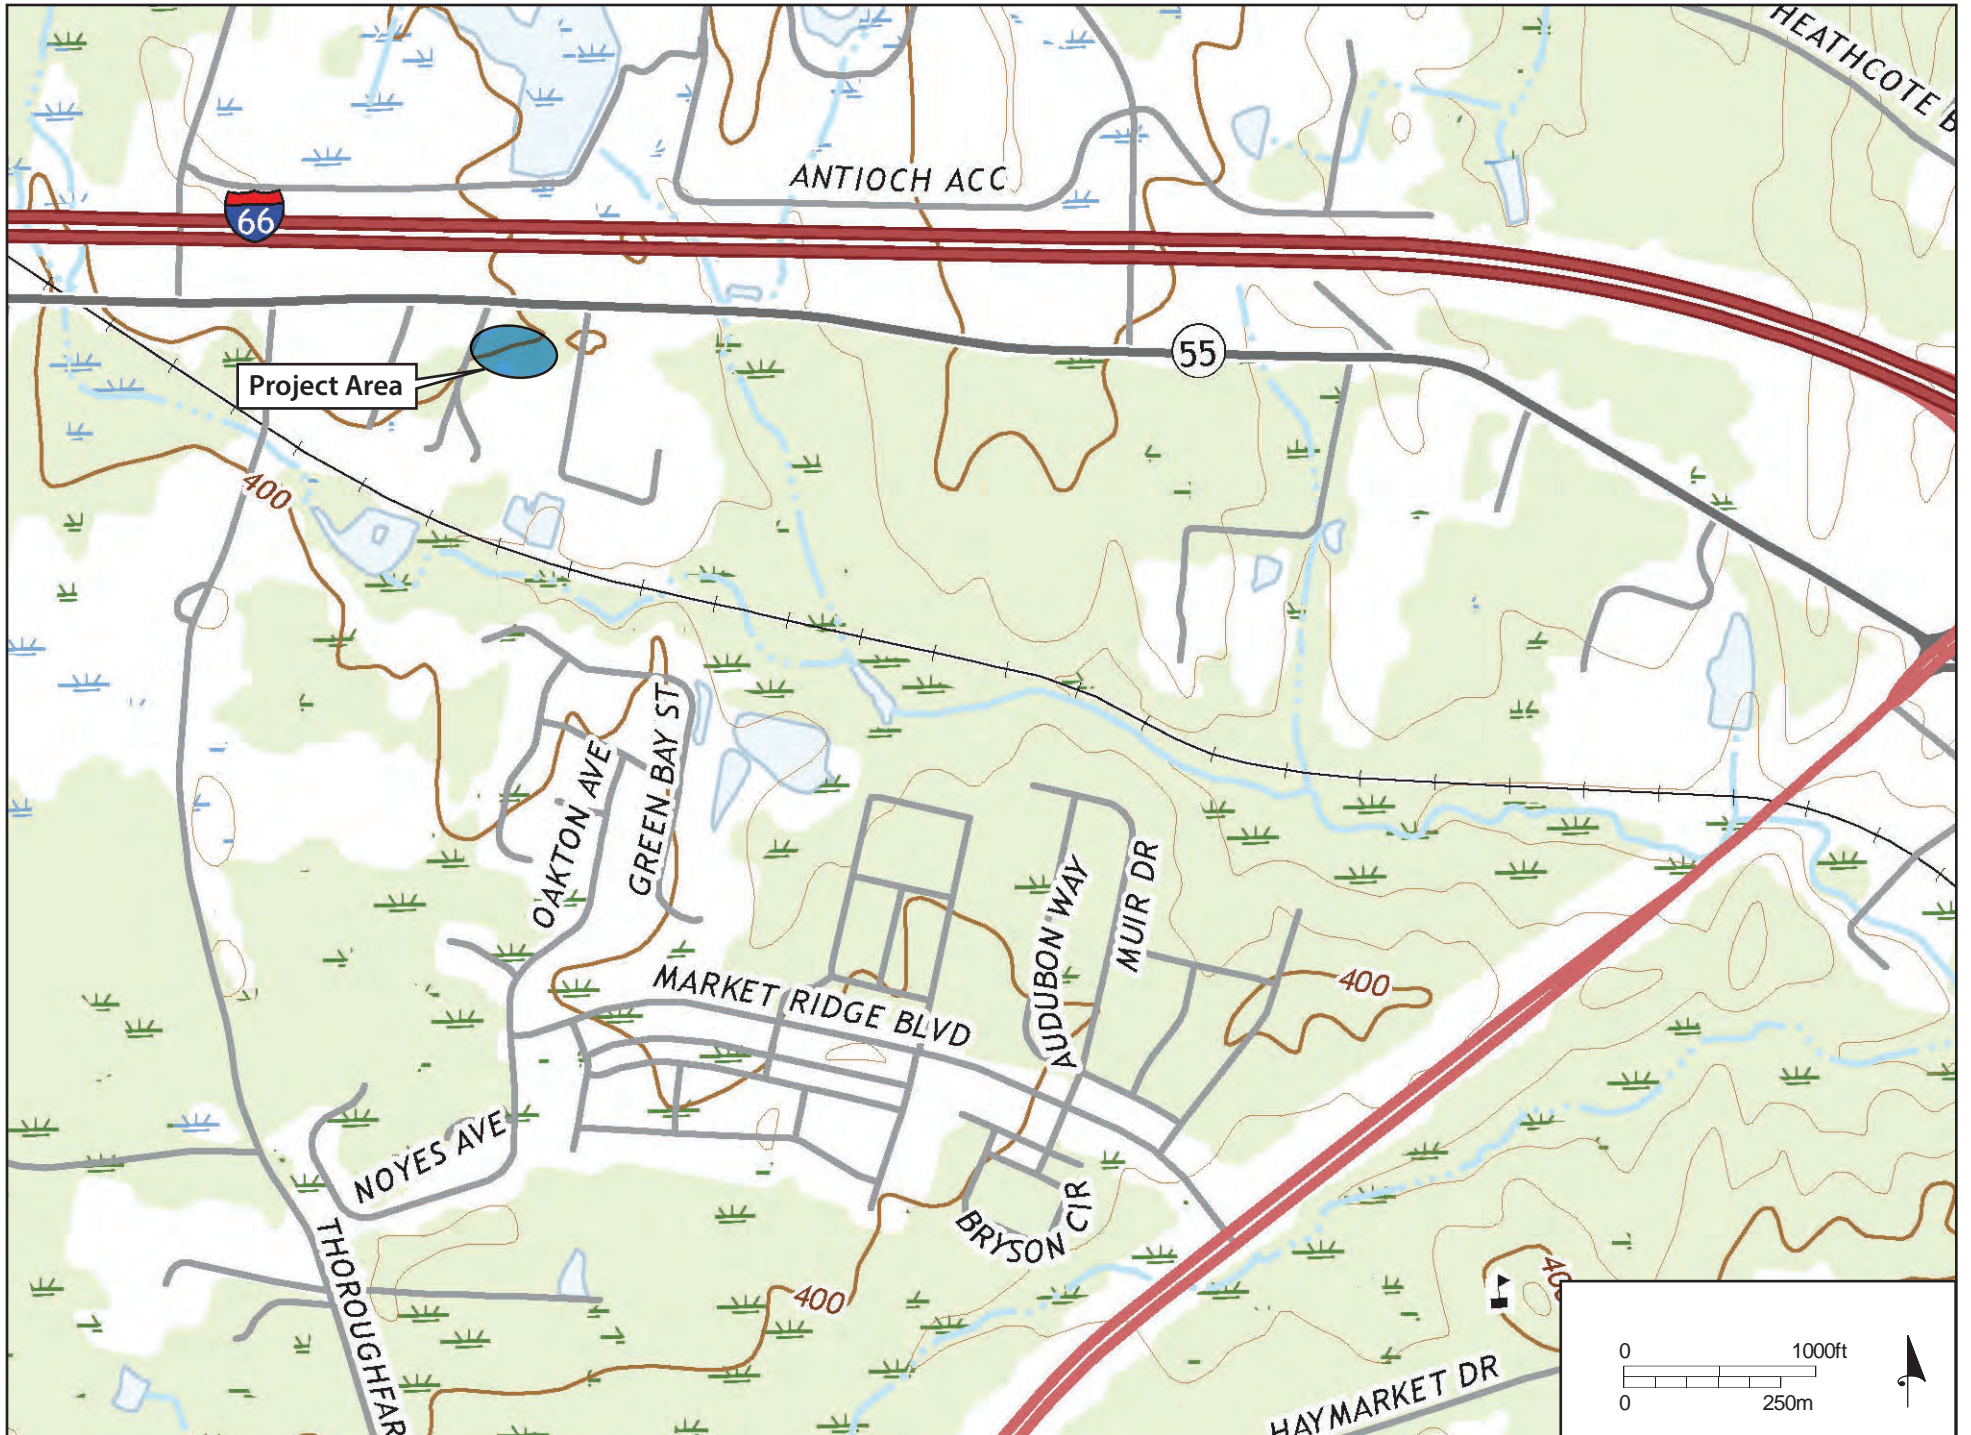 HEATHCOTE B
ANTIOCH ACC
66
55
Project Area
400
OAKTON AVE
GREEN BAY ST
AUDUBON WAY
MUIR DR
MARKET RIDGE BLVD
400
NOYES AVE
BRYSON CIR
THOROUGHFAR
400
40
HAYMARKET DR
0 1000ft
0 250m